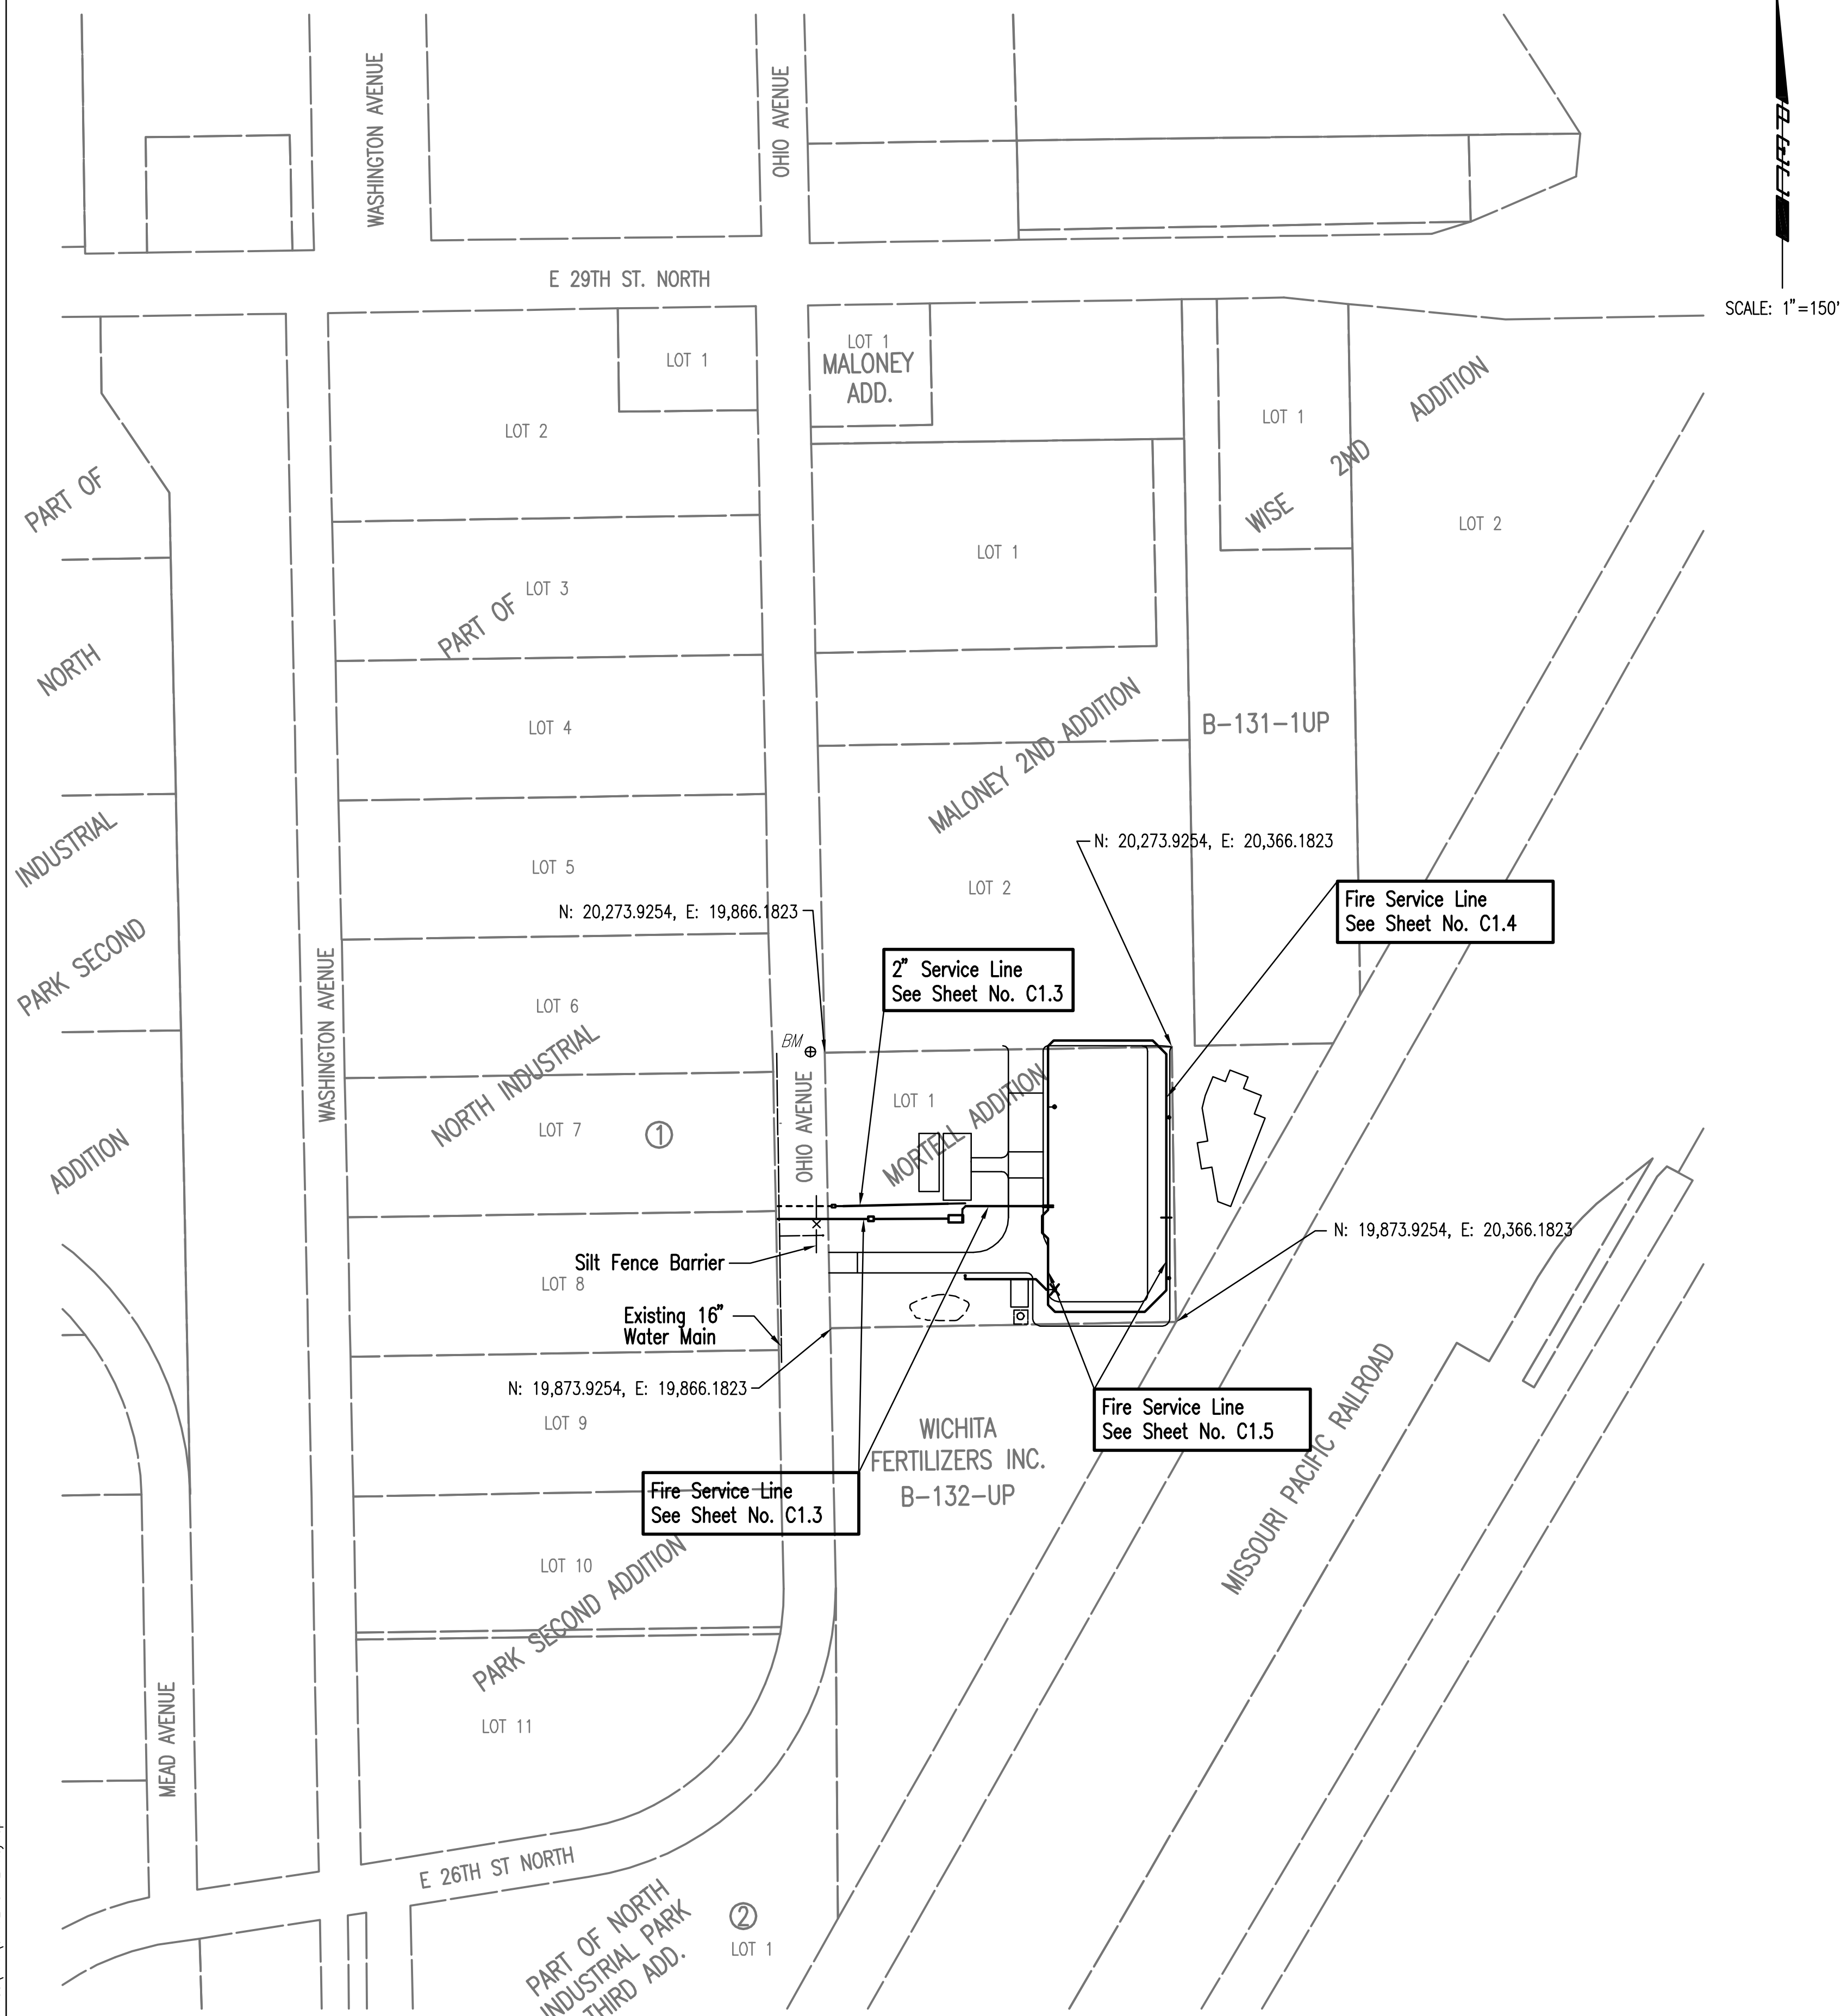 WASHINGTON AVENUE
OHIO AVENUE
E 29TH ST. NORTH
SCALE: 1"=150'
LOT 1
LOT 1
MALONEY
ADD.
LOT 2
LOT 1
WISE 2ND ADDITION
LOT 2
PART OF
NORTH
INDUSTRIAL
PARK SECOND
ADDITION
LOT 3
PART OF
LOT 1
LOT 4
MALONEY 2ND ADDITION
B-131-1UP
LOT 5
LOT 2
N: 20,273.9254, E: 20,366.1823
N: 20,273.9254, E: 19,866.1823
Fire Service Line
See Sheet No. C1.4
2" Service Line
See Sheet No. C1.3
WASHINGTON AVENUE
LOT 6
NORTH INDUSTRIAL
BM
OHIO AVENUE
LOT 1
MORTELL ADDITION
LOT 7
1
N: 19,873.9254, E: 20,366.1823
Silt Fence Barrier
LOT 8
Existing 16"
Water Main
N: 19,873.9254, E: 19,866.1823
LOT 9
WICHITA
FERTILIZERS INC.
B-132-UP
Fire Service Line
See Sheet No. C1.5
Fire Service Line
See Sheet No. C1.3
MISSOURI PACIFIC RAILROAD
LOT 10
PARK SECOND ADDITION
LOT 11
MEAD AVENUE
E 26TH ST NORTH
PART OF NORTH
INDUSTRIAL PARK
THIRD ADD.
2
LOT 1